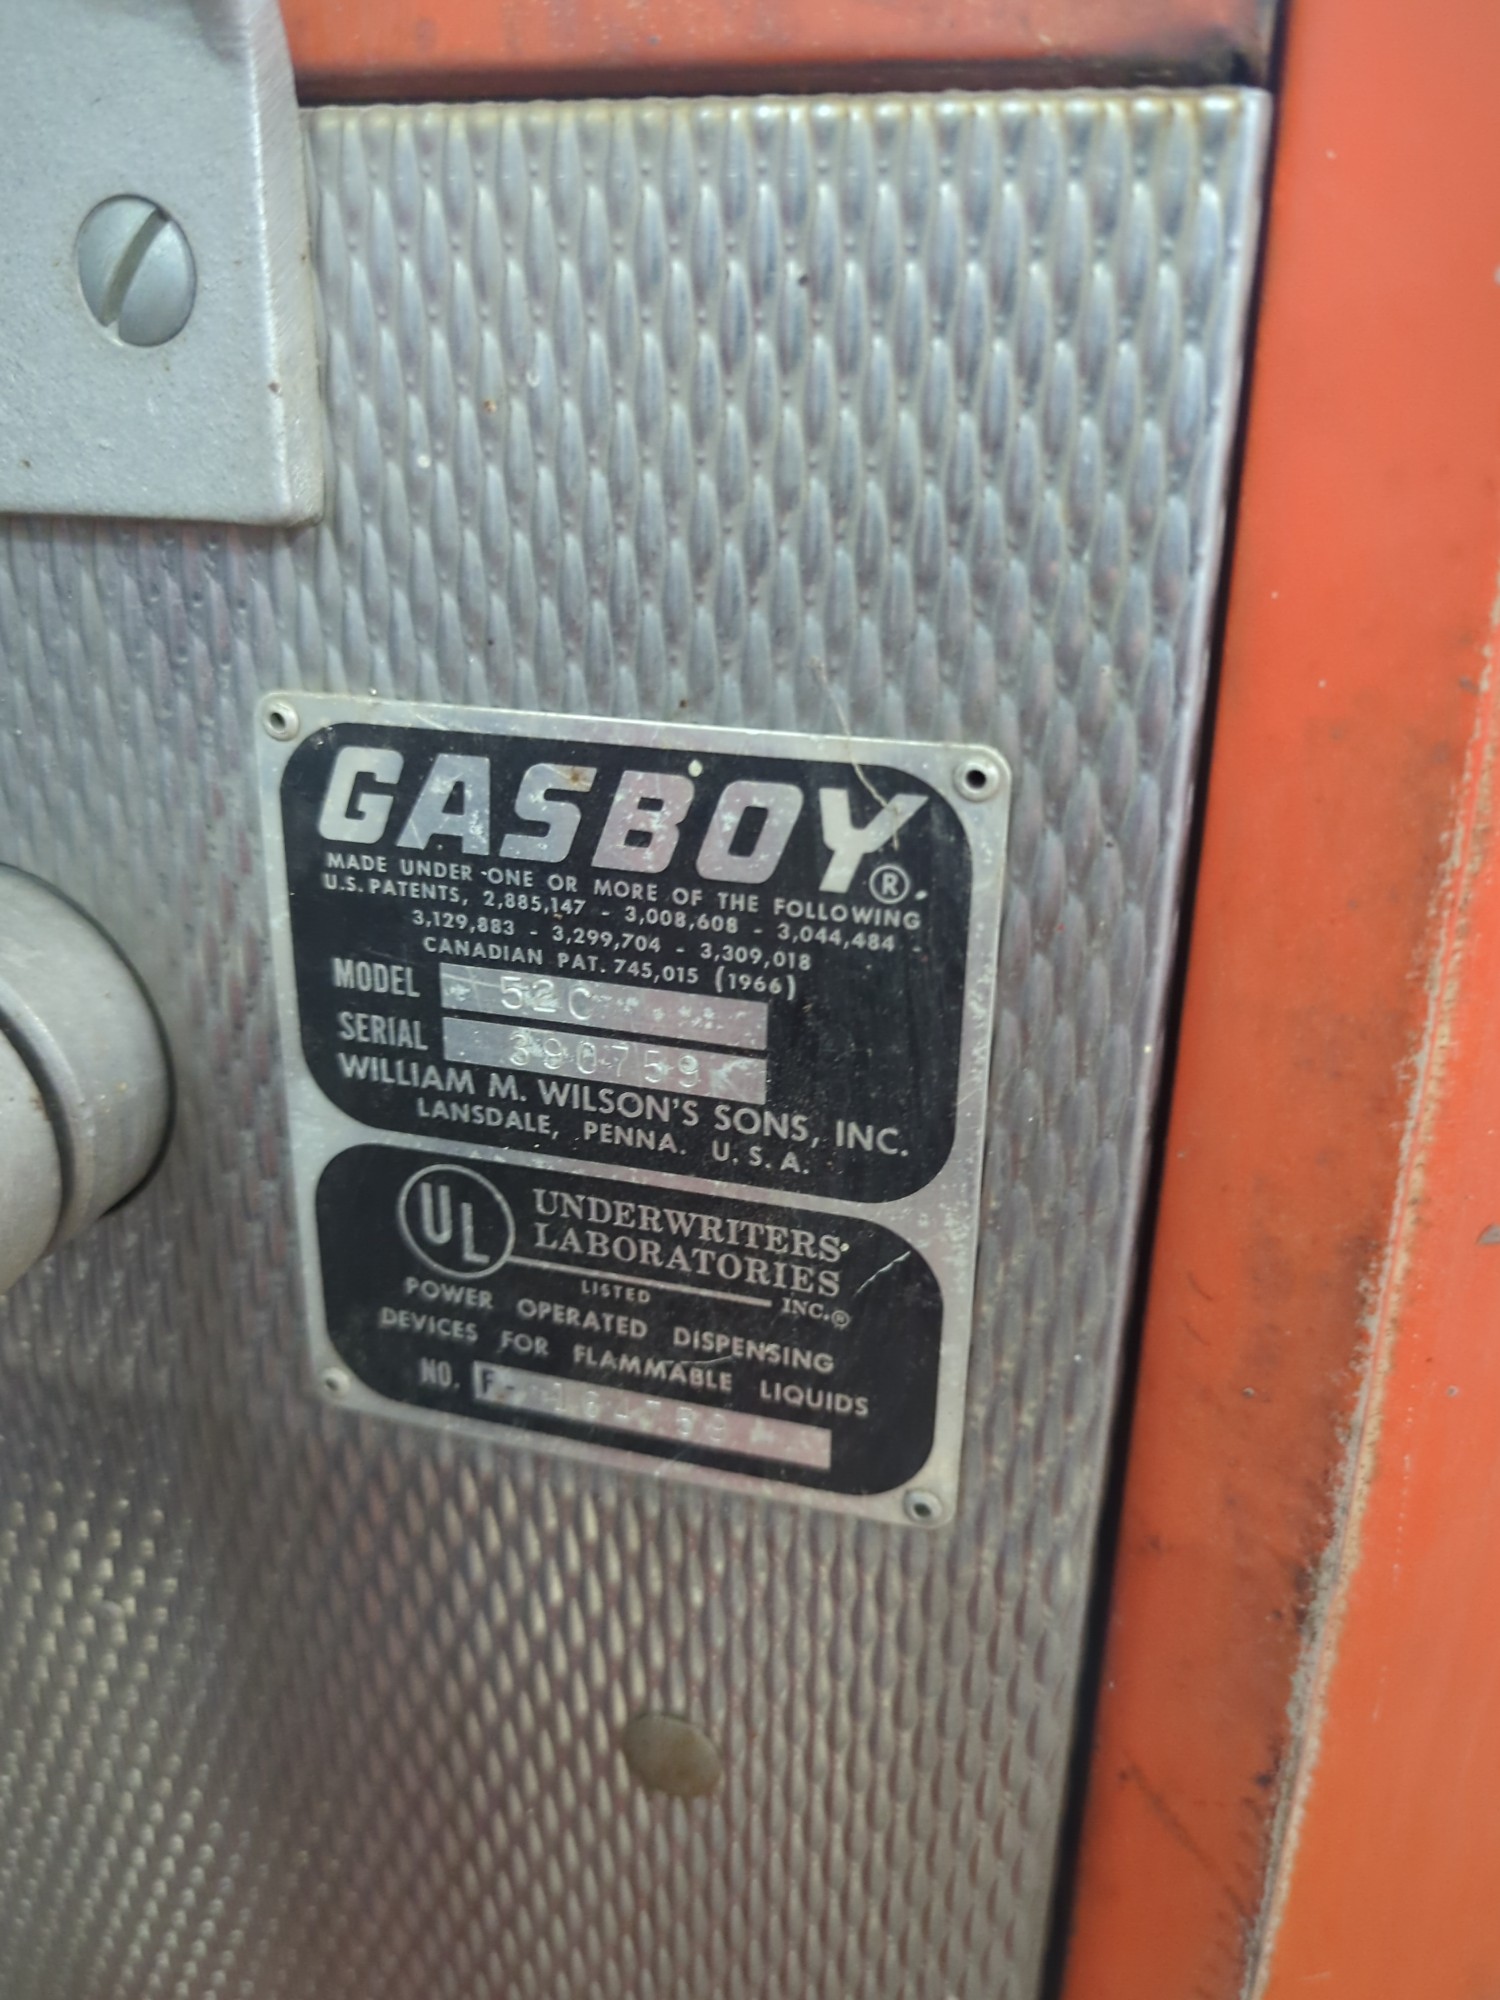 GASBOY®
MADE UNDER ONE OR MORE OF THE FOLLOWING
U.S. PATENTS, 2,885,147 - 3,008,608 - 3,044,484 -
3,129,883 - 3,299,704 - 3,309,018
CANADIAN PAT. 745,015 (1966)
MODEL 52C
SERIAL 390759
WILLIAM M. WILSON'S SONS, INC.
LANSDALE, PENNA. U.S.A.
UL UNDERWRITERS'
LABORATORIES
LISTED INC.®
POWER OPERATED DISPENSING
DEVICES FOR FLAMMABLE LIQUIDS
NO. F-